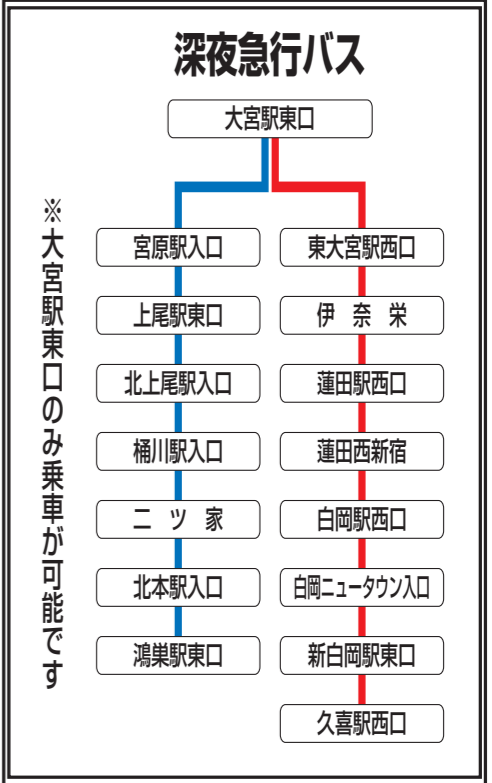 深夜急行バス
大宮駅東口
※大宮駅東口のみ乗車が可能です
宮原駅入口
上尾駅東口
北上尾駅入口
桶川駅入口
二ツ家
北本駅入口
鴻巣駅東口
東大宮駅西口
伊奈栄
蓮田駅西口
蓮田西新宿
白岡駅西口
白岡ニュータウン入口
新白岡駅東口
久喜駅西口